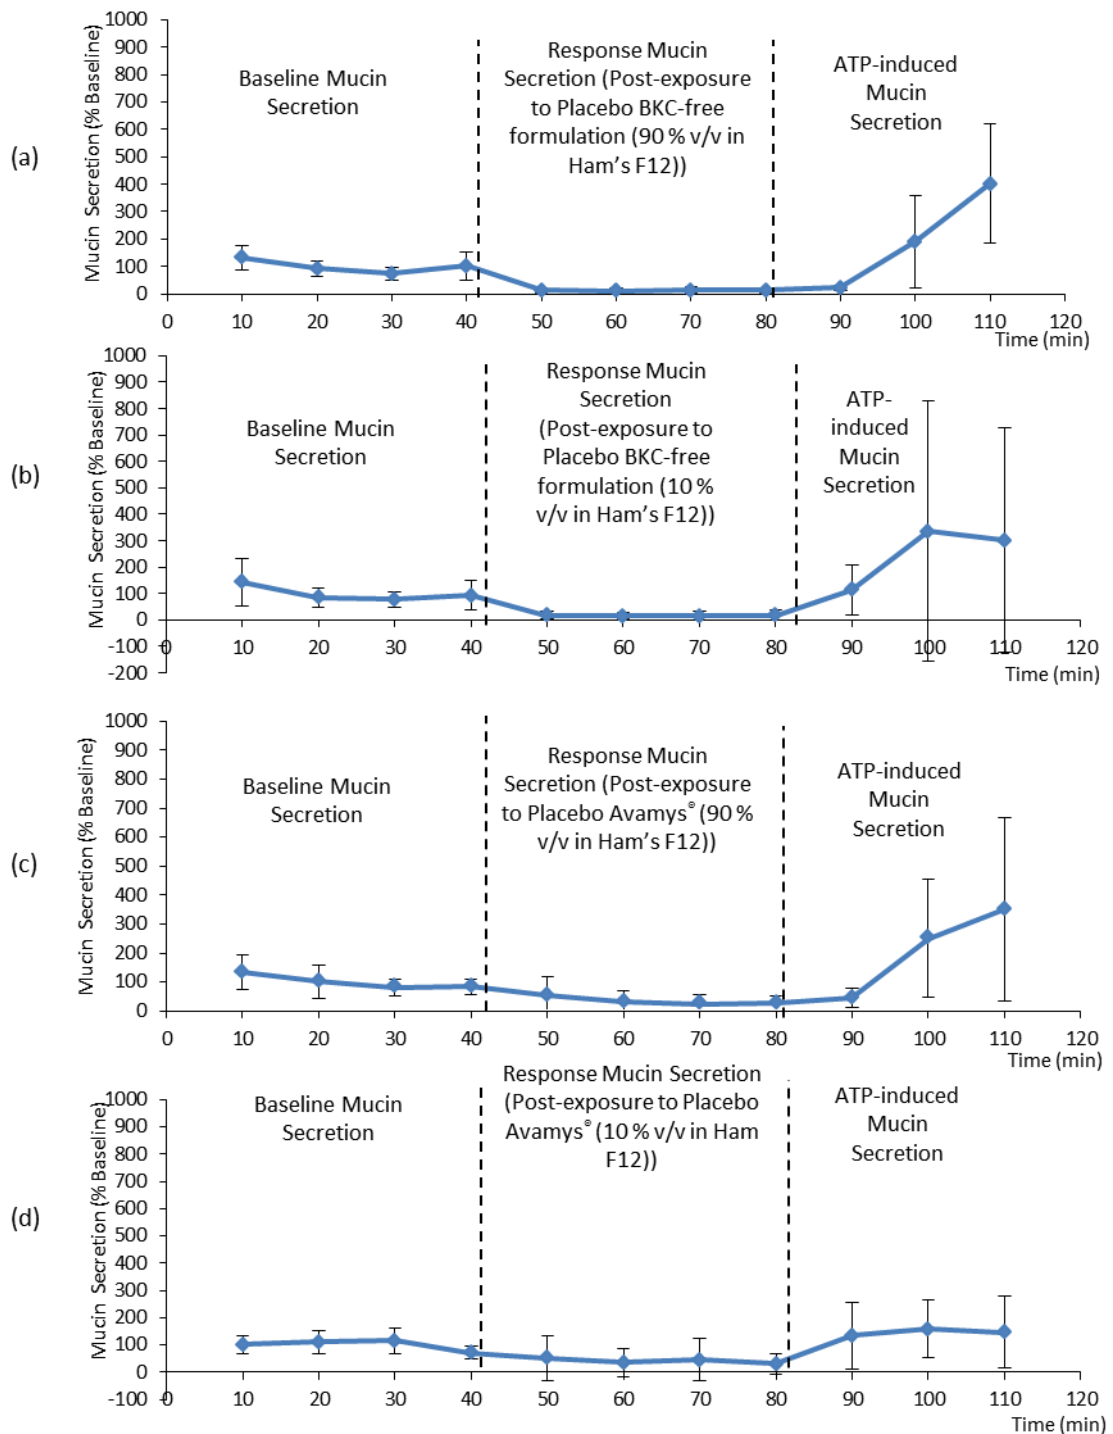 (a)
Mucin Secretion (% Baseline)
1000
900
800
700
600
500
400
300
200
100
0
Baseline Mucin
Secretion
Response Mucin
Secretion (Post-exposure
to Placebo BKC-free
formulation (90 % v/v in
Ham's F12))
ATP-induced
Mucin
Secretion
0 10 20 30 40 50 60 70 80 90 100 110 120
Time (min)
(b)
Mucin Secretion (% Baseline)
1000
900
800
700
600
500
400
300
200
100
0
-100
-200
Baseline Mucin
Secretion
Response Mucin
Secretion
(Post-exposure to
Placebo BKC-free
formulation (10 %
v/v in Ham's F12))
ATP-
induced
Mucin
Secretion
0 10 20 30 40 50 60 70 80 90 100 110 120
Time (min)
(c)
Mucin Secretion (% Baseline)
1000
900
800
700
600
500
400
300
200
100
0
Baseline Mucin
Secretion
Response Mucin
Secretion (Post-exposure
to Placebo Avamys® (90 %
v/v in Ham's F12))
ATP-induced
Mucin
Secretion
0 10 20 30 40 50 60 70 80 90 100 110 120
Time (min)
(d)
Mucin Secretion (% Baseline)
1000
900
800
700
600
500
400
300
200
100
0
-100
Baseline Mucin
Secretion
Response Mucin Secretion
(Post-exposure to Placebo
Avamys® (10 % v/v in Ham
F12))
ATP-induced
Mucin
Secretion
0 10 20 30 40 50 60 70 80 90 100 110 120
Time (min)